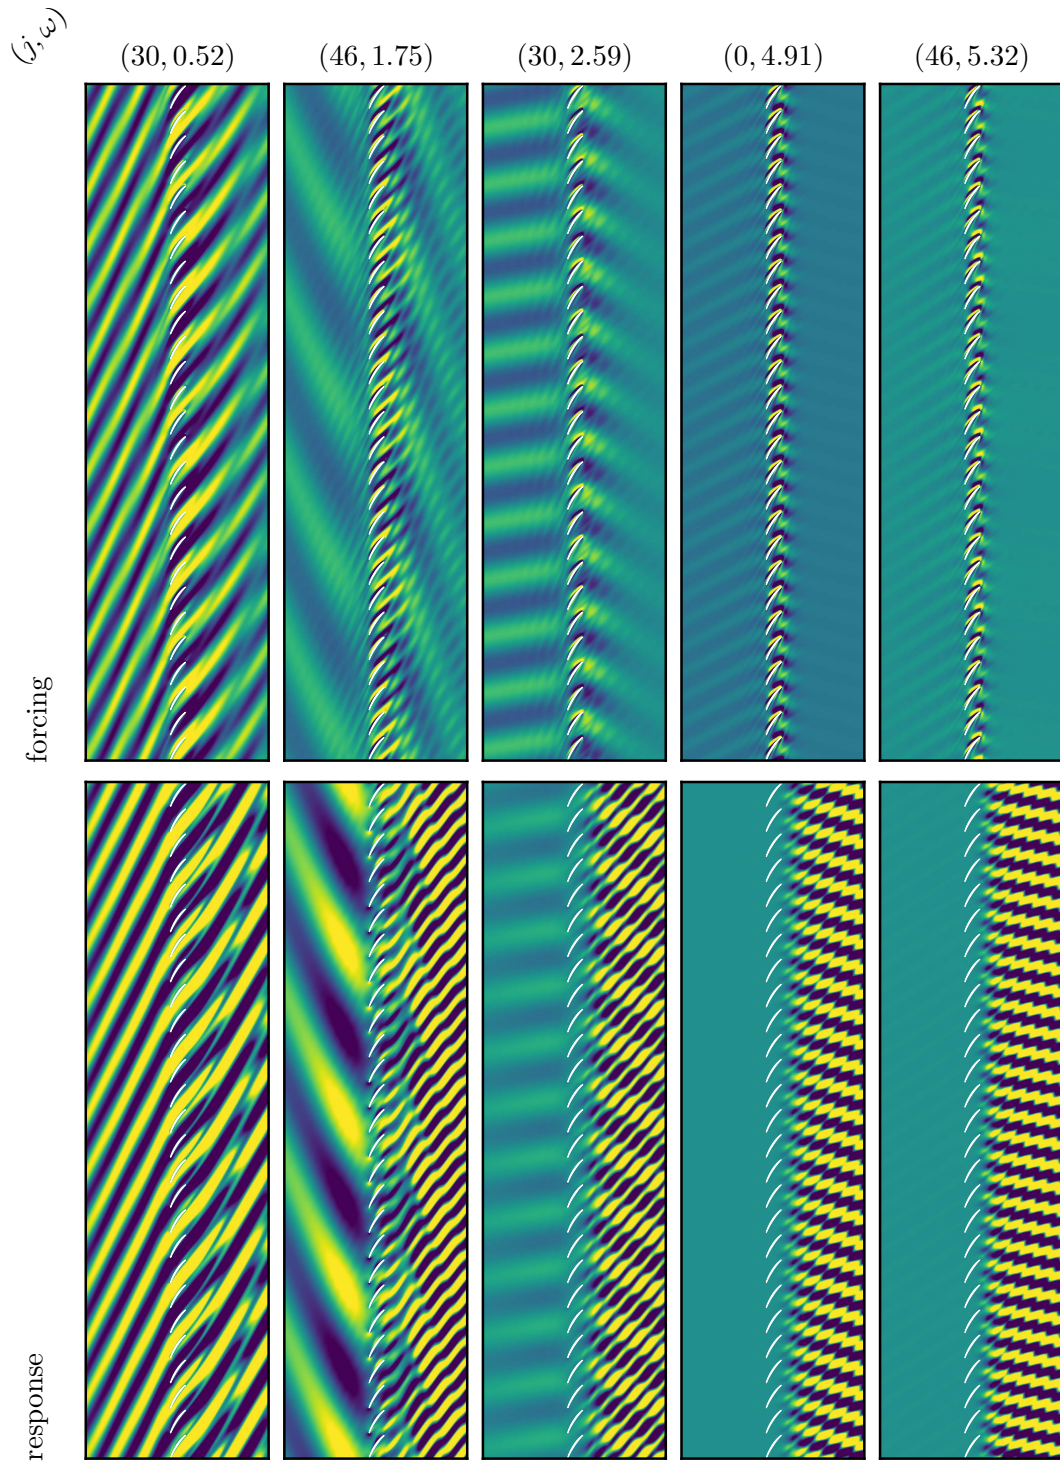 (j, ω)
(30, 0.52) (46, 1.75) (30, 2.59) (0, 4.91) (46, 5.32)
forcing
response